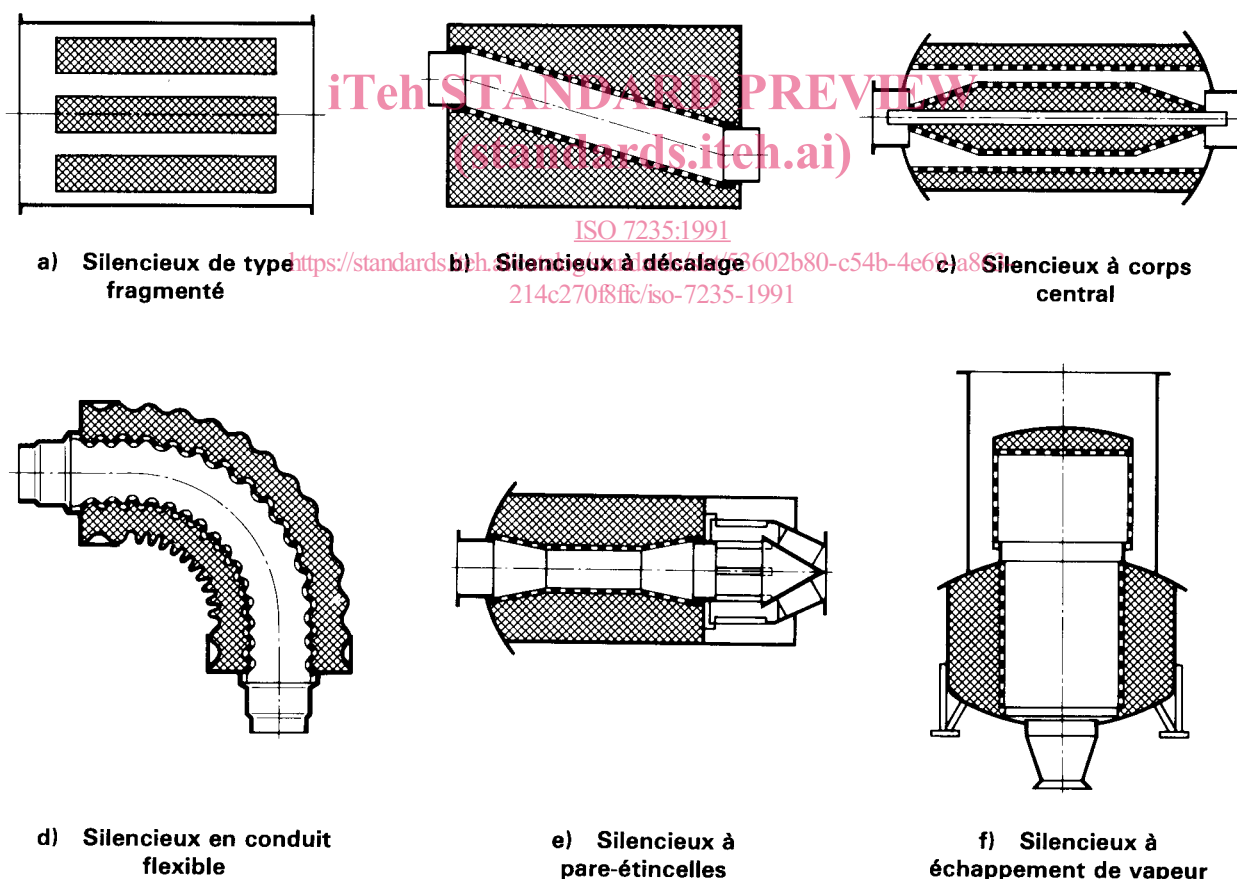 iTeh STANDARD PREVIEW
(standards.iteh.ai)
ISO 7235:1991
a) Silencieux de type
fragmenté
b) Silencieux à décalage
c) Silencieux à corps
central
214c270f8ffc/iso-7235-1991
d) Silencieux en conduit
flexible
e) Silencieux à
pare-étincelles
f) Silencieux à
échappement de vapeur